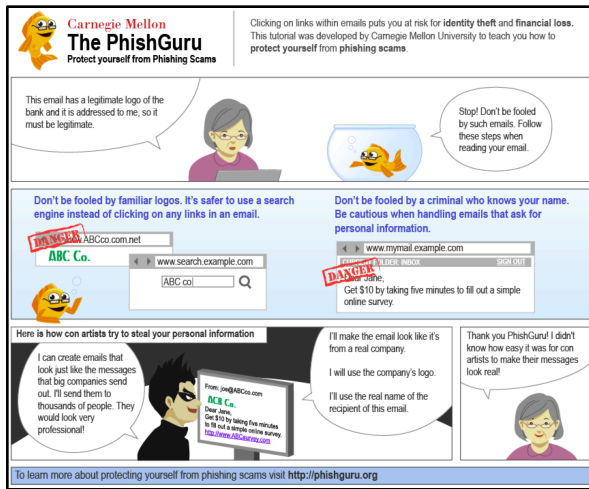 Carnegie Mellon
The PhishGuru
Protect yourself from Phishing Scams
Clicking on links within emails puts you at risk for identity theft and financial loss.
This tutorial was developed by Carnegie Mellon University to teach you how to
protect yourself from phishing scams.
This email has a legitimate logo of the
bank and it is addressed to me, so it
must be legitimate.
Stop! Don't be fooled
by such emails. Follow
these steps when
reading your email.
Don't be fooled by familiar logos. It's safer to use a search
engine instead of clicking on any links in an email.
DANGER
.ABCco.com.net
ABC Co.
www.search.example.com
ABC co
Don't be fooled by a criminal who knows your name.
Be cautious when handling emails that ask for
personal information.
www.mymail.example.com
FOLDER: INBOX
SIGN OUT
DANGER
Jane,
Get $10 by taking five minutes to fill out a simple
online survey.
Here is how con artists try to steal your personal information
I can create emails that
look just like the messages
that big companies send
out. I'll send them to
thousands of people. They
would look very
professional!
From: joe@ABCco.com
ABC Co.
Dear Jane,
Get $10 by taking five minutes
to fill out a simple online survey.
http://www.ABCsurvey.com
I'll make the email look like it's
from a real company.
I will use the company's logo.
I'll use the real name of the
recipient of this email.
Thank you PhishGuru! I didn't
know how easy it was for con
artists to make their messages
look real!
To learn more about protecting yourself from phishing scams visit http://phishguru.org